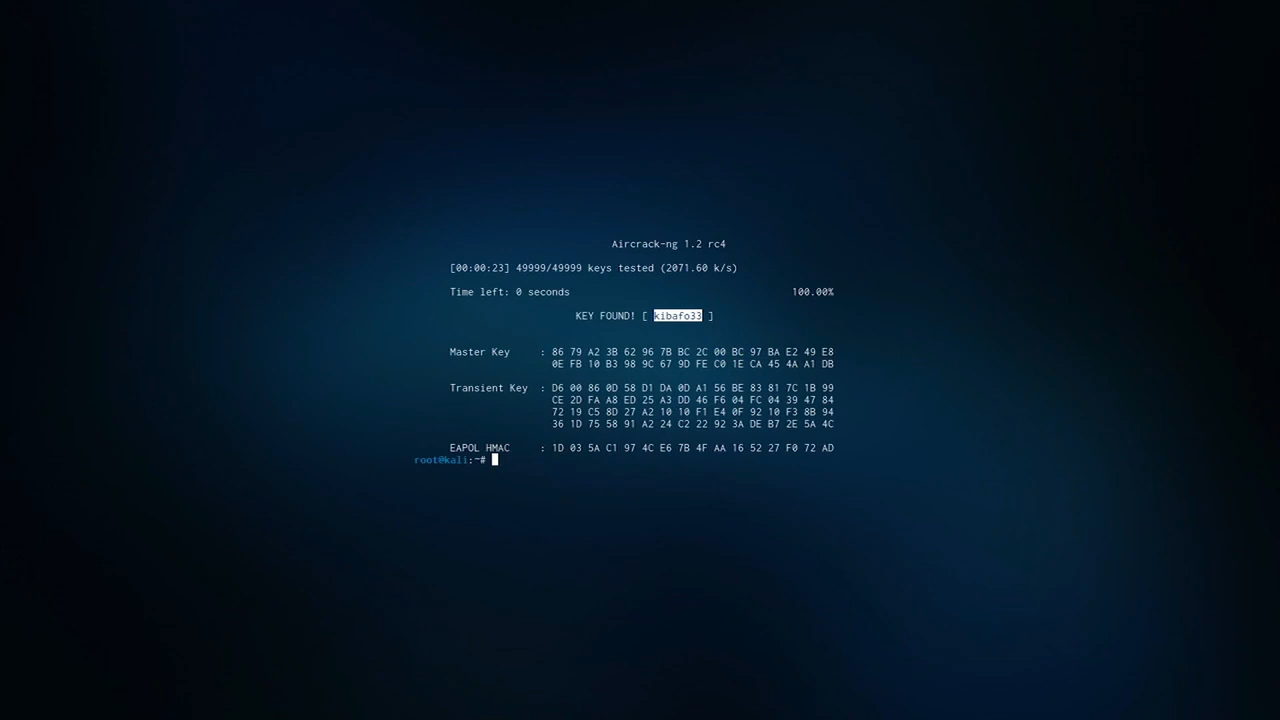 Aircrack-ng 1.2 rc4
[00:00:23] 49999/49999 keys tested (2071.60 k/s)
Time left: 0 seconds 100.00%
KEY FOUND! [ kibafo33 ]
Master Key : 86 79 A2 3B 62 96 7B BC 2C 00 BC 97 BA E2 49 E8
0E FB 10 B3 98 9C 67 9D FE C0 1E CA 45 4A A1 DB
Transient Key : D6 00 86 0D 58 D1 DA 0D A1 56 BE 83 81 7C 1B 99
CE 2D FA A8 ED 25 A3 DD 46 F6 04 FC 04 39 47 84
72 19 C5 8D 27 A2 10 10 F1 E4 0F 92 10 F3 8B 94
36 1D 75 58 91 A2 24 C2 22 92 3A DE B7 2E 5A 4C
EAPOL HMAC : 1D 03 5A C1 97 4C E6 7B 4F AA 16 52 27 F0 72 AD
root@kali:~#